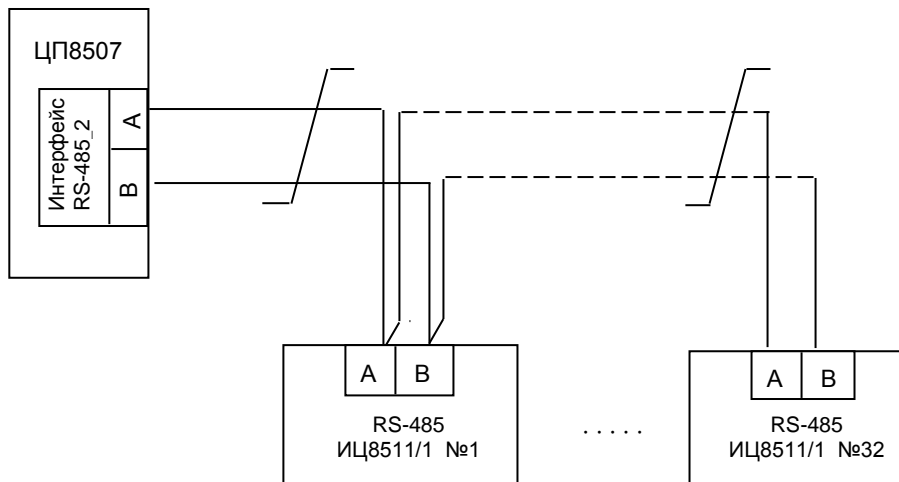 ЦП8507
Интерфейс
RS-485_2
A
B
A B
RS-485
ИЦ8511/1 №1
. . . . .
A B
RS-485
ИЦ8511/1 №32